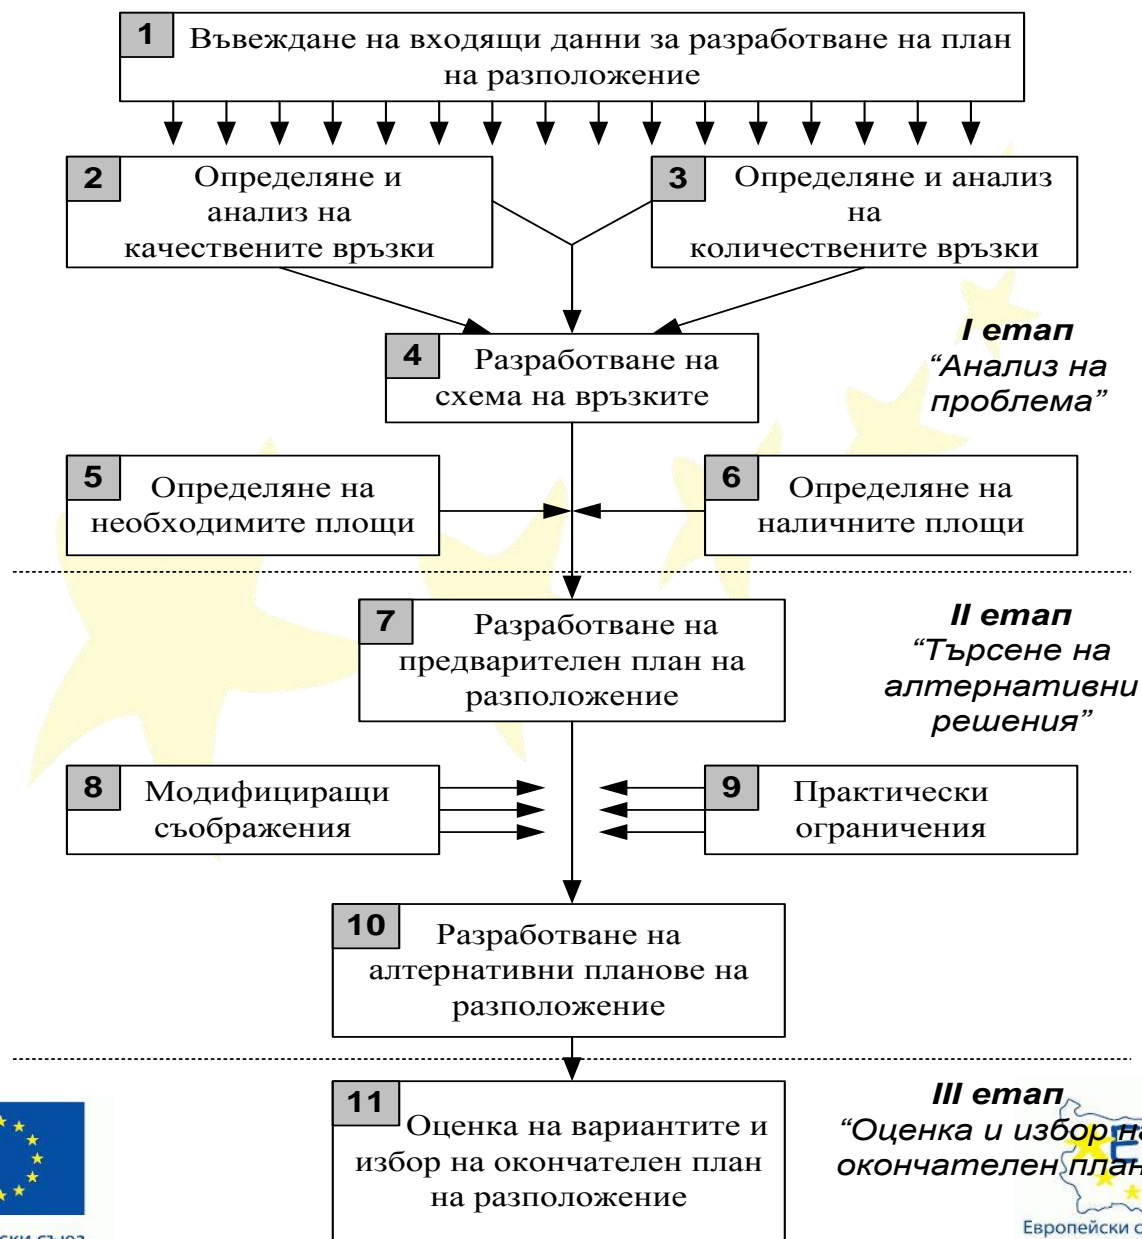 1 Въвеждане на входящи данни за разработване на план
на разположение
2 Определяне и
анализ на
качествените връзки
3 Определяне и анализ
на
количествените връзки
4 Разработване на
схема на връзките
I етап
“Анализ на
проблема”
5 Определяне на
необходимите площи
6 Определяне на
наличните площи
7 Разработване на
предварителен план на
разположение
II етап
“Търсене на
алтернативни
решения”
8 Модифициращи
съображения
9 Практически
ограничения
10 Разработване на
алтернативни планове на
разположение
11 Оценка на вариантите и
избор на окончателен план
на разположение
III етап
“Оценка и избор на
окончателен план
Европейски